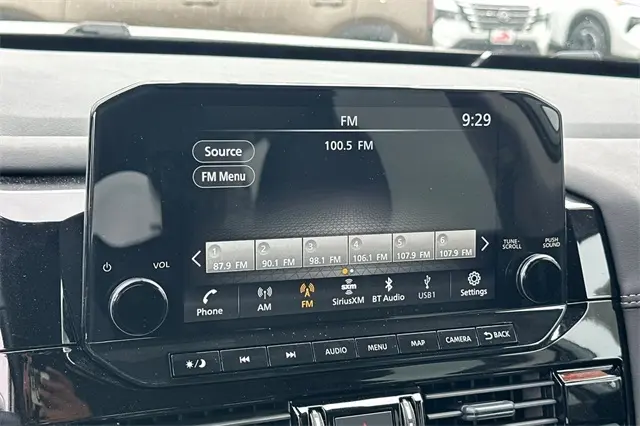 FM
9:29
Source
100.5 FM
FM Menu
1 2 3 4 5 6
87.9 FM 90.1 FM 98.1 FM 106.1 FM 107.9 FM 107.9 FM
VOL
TUNE-SCROLL
PUSH SOUND
sxm
Phone AM FM SiriusXM BT Audio USB1 Settings
AUDIO MENU MAP CAMERA BACK